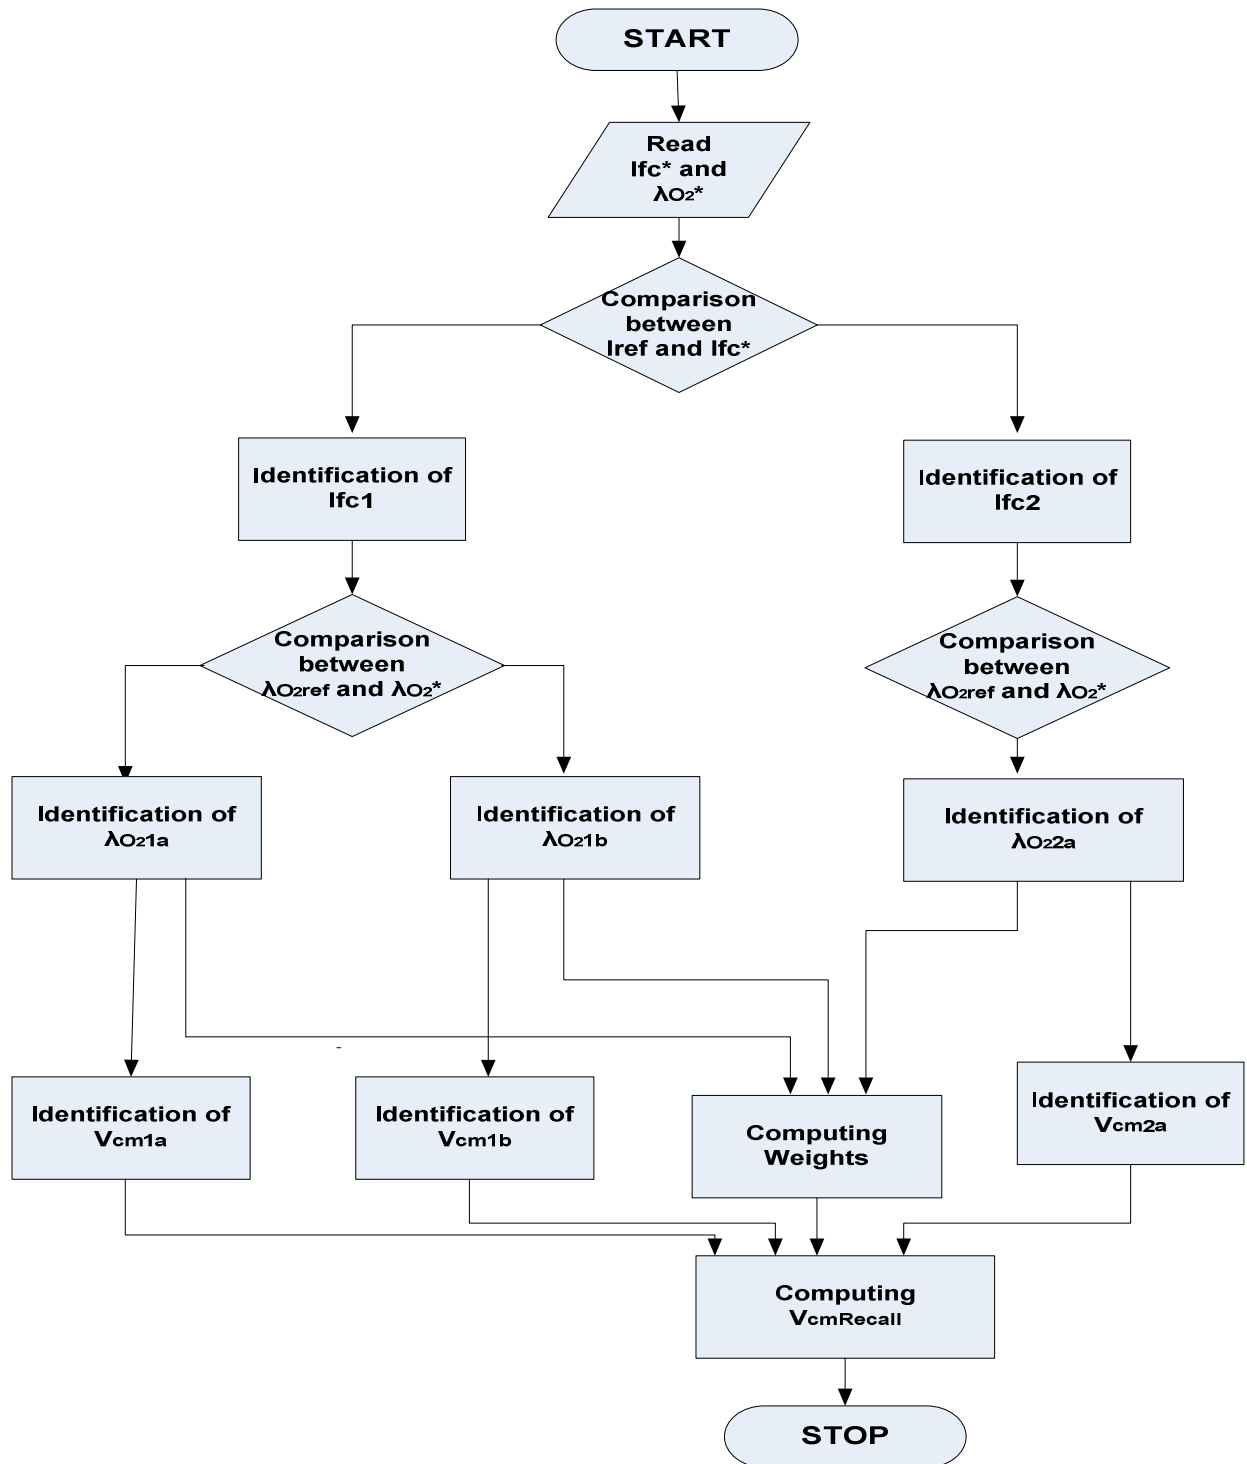 START
Read
Ifc* and
λO₂*
Comparison
between
Iref and Ifc*
Identification of
Ifc1
Identification of
Ifc2
Comparison
between
λO₂ref and λO₂*
Comparison
between
λO₂ref and λO₂*
Identification of
λO₂1a
Identification of
λO₂1b
Identification of
λO₂2a
Identification of
Vcm1a
Identification of
Vcm1b
Computing
Weights
Identification of
Vcm2a
Computing
VcmRecall
STOP